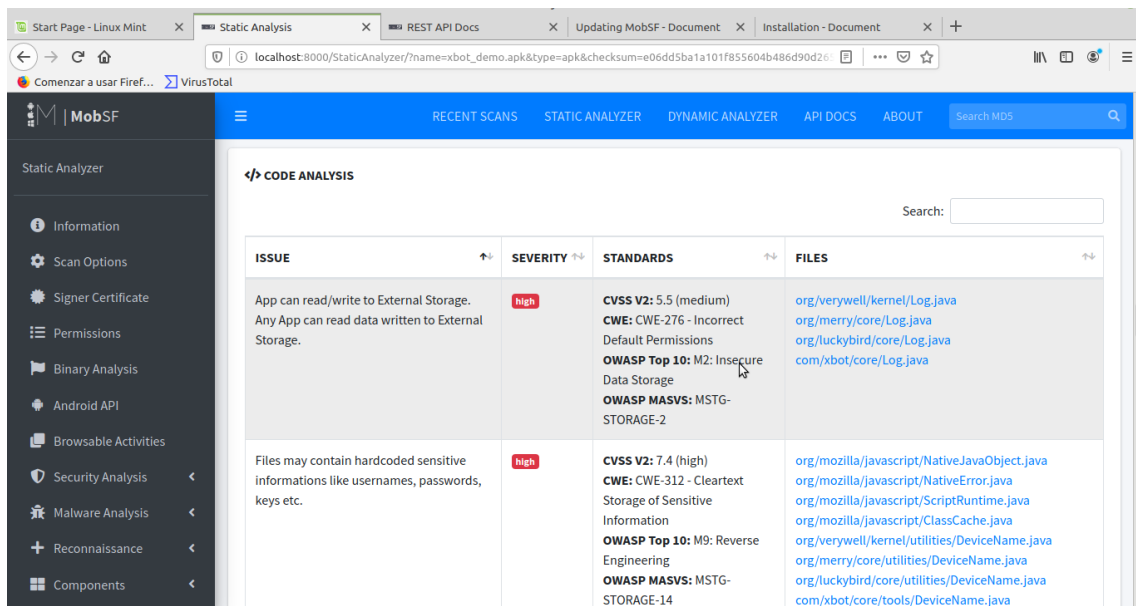 Start Page - Linux Mint
Static Analysis
REST API Docs
Updating MobSF - Document
Installation - Document
localhost:8000/StaticAnalyzer/?name=xbot_demo.apk&type=apk&checksum=e06dd5ba1a101f855604b486d90d26
Comenzar a usar Firef...
VirusTotal
MobSF
RECENT SCANS
STATIC ANALYZER
DYNAMIC ANALYZER
API DOCS
ABOUT
Search MD5
Static Analyzer
Information
Scan Options
Signer Certificate
Permissions
Binary Analysis
Android API
Browsable Activities
Security Analysis
Malware Analysis
Reconnaissance
Components
</> CODE ANALYSIS
Search:
ISSUE
SEVERITY
STANDARDS
FILES
App can read/write to External Storage.
Any App can read data written to External
Storage.
high
CVSS V2: 5.5 (medium)
CWE: CWE-276 - Incorrect
Default Permissions
OWASP Top 10: M2: Insecure
Data Storage
OWASP MASVS: MSTG-
STORAGE-2
org/verywell/kernel/Log.java
org/merry/core/Log.java
org/luckybird/core/Log.java
com/xbot/core/Log.java
Files may contain hardcoded sensitive
informations like usernames, passwords,
keys etc.
high
CVSS V2: 7.4 (high)
CWE: CWE-312 - Cleartext
Storage of Sensitive
Information
OWASP Top 10: M9: Reverse
Engineering
OWASP MASVS: MSTG-
STORAGE-14
org/mozilla/javascript/NativeJavaObject.java
org/mozilla/javascript/NativeError.java
org/mozilla/javascript/ScriptRuntime.java
org/mozilla/javascript/ClassCache.java
org/verywell/kernel/utilities/DeviceName.java
org/merry/core/utilities/DeviceName.java
org/luckybird/core/utilities/DeviceName.java
com/xbot/core/tools/DeviceName.java